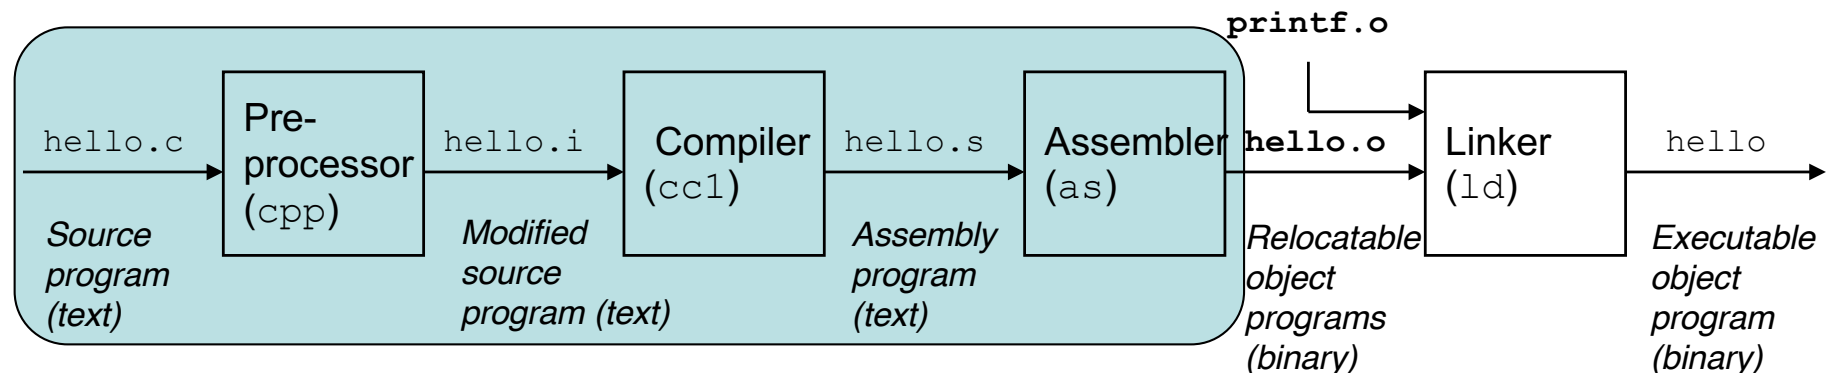 printf.o
hello.c
Pre-
processor
(cpp)
hello.i
Compiler
(cc1)
hello.s
Assembler
(as)
hello.o
Linker
(ld)
hello
Source
program
(text)
Modified
source
program (text)
Assembly
program
(text)
Relocatable
object
programs
(binary)
Executable
object
program
(binary)